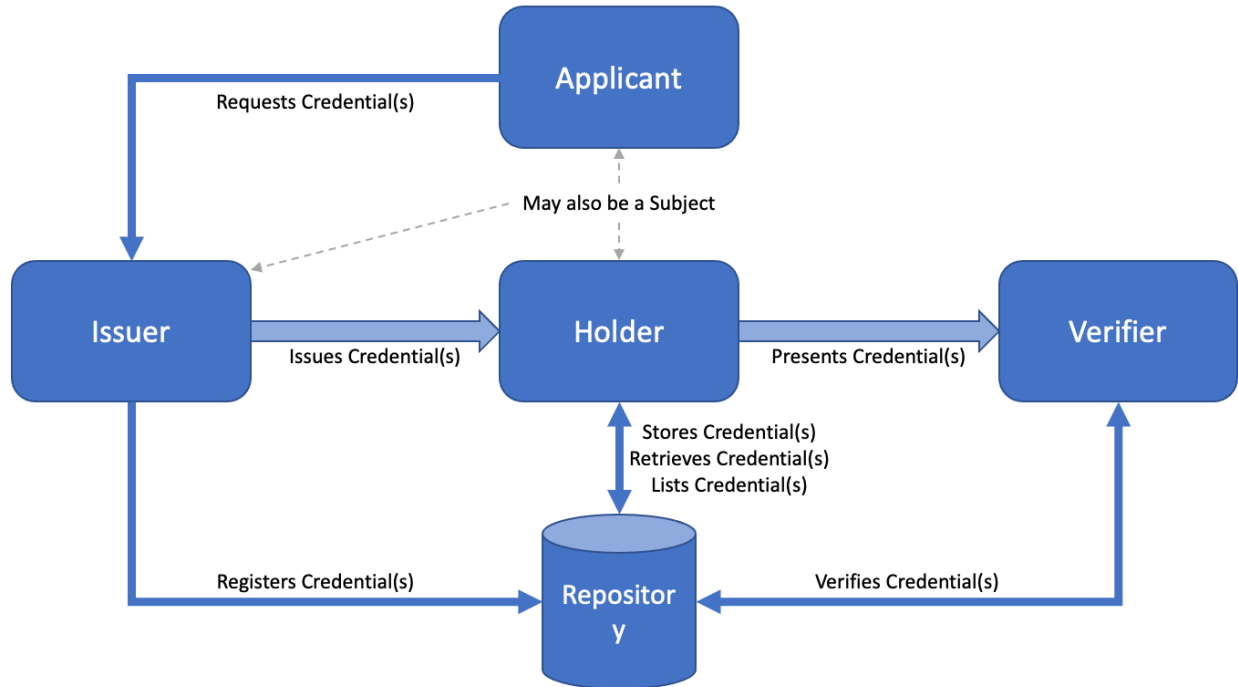 Applicant
Requests Credential(s)
May also be a Subject
Issuer
Issues Credential(s)
Holder
Presents Credential(s)
Verifier
Stores Credential(s)
Retrieves Credential(s)
Lists Credential(s)
Registers Credential(s)
Repositor
y
Verifies Credential(s)